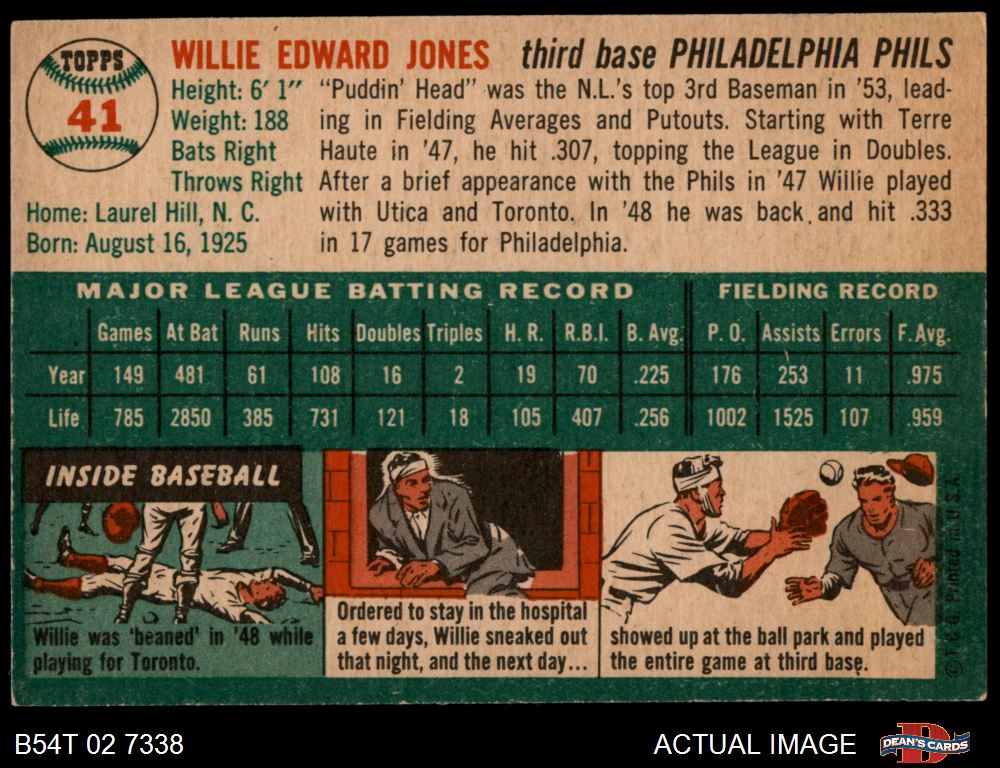 TOPPS
41
WILLIE EDWARD JONES third base PHILADELPHIA PHILS
Height: 6' 1"
Weight: 188
Bats Right
Throws Right
Home: Laurel Hill, N. C.
Born: August 16, 1925
"Puddin' Head" was the N.L.'s top 3rd Baseman in '53, lead-
ing in Fielding Averages and Putouts. Starting with Terre
Haute in '47, he hit .307, topping the League in Doubles.
After a brief appearance with the Phils in '47 Willie played
with Utica and Toronto. In '48 he was back and hit .333
in 17 games for Philadelphia.
MAJOR LEAGUE BATTING RECORD FIELDING RECORD
Games At Bat Runs Hits Doubles Triples H. R. R.B.I. B. Avg. P. O. Assists Errors F. Avg.
Year 149 481 61 108 16 2 19 70 .225 176 253 11 .975
Life 785 2850 385 731 121 18 105 407 .256 1002 1525 107 .959
INSIDE BASEBALL
Willie was 'beaned' in '48 while
playing for Toronto.
Ordered to stay in the hospital
a few days, Willie sneaked out
that night, and the next day...
showed up at the ball park and played
the entire game at third base.
© T. C. G. Printed in U.S.A.
B54T 02 7338
ACTUAL IMAGE
DEAN'S CARDS